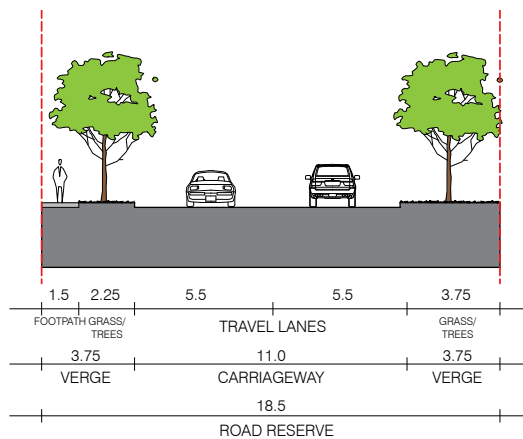 1.5 2.25 5.5 5.5 3.75
FOOTPATH GRASS/ TREES TRAVEL LANES GRASS/ TREES
3.75 11.0 3.75
VERGE CARRIAGEWAY VERGE
18.5
ROAD RESERVE